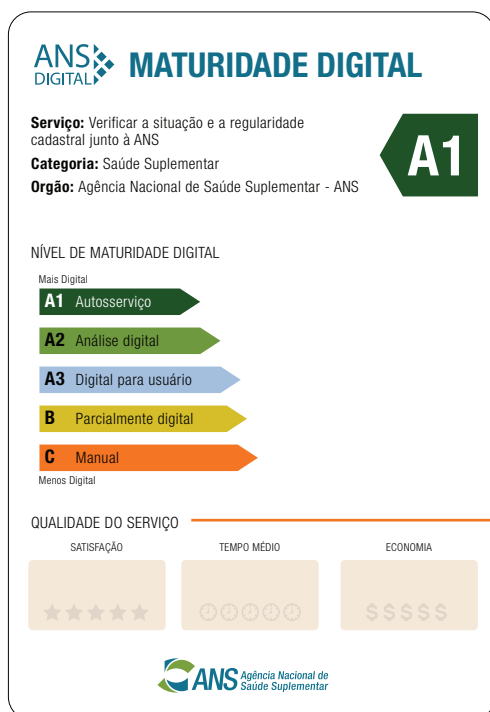 ANS
DIGITAL
MATURIDADE DIGITAL
Serviço: Verificar a situação e a regularidade
cadastral junto à ANS
Categoria: Saúde Suplementar
Orgão: Agência Nacional de Saúde Suplementar - ANS
A1
NÍVEL DE MATURIDADE DIGITAL
Mais Digital
A1 Autosserviço
A2 Análise digital
A3 Digital para usuário
B Parcialmente digital
C Manual
Menos Digital
QUALIDADE DO SERVIÇO
SATISFAÇÃO TEMPO MÉDIO ECONOMIA
$$$$$
ANS Agência Nacional de
Saúde Suplementar